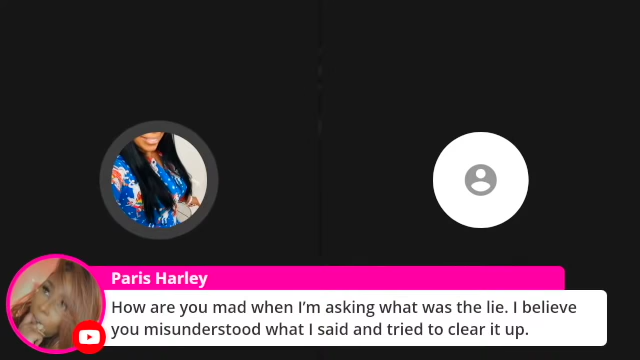 Paris Harley
How are you mad when I’m asking what was the lie. I believe
you misunderstood what I said and tried to clear it up.